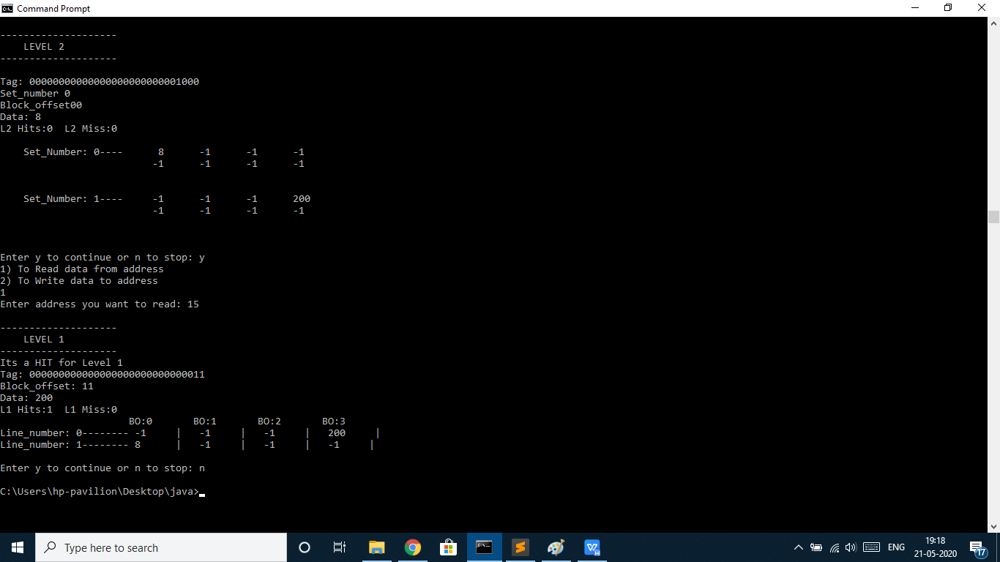 Command Prompt
--------------------
LEVEL 2
--------------------
Tag: 00000000000000000000000000001000
Set_number 0
Block_offset00
Data: 8
L2 Hits:0  L2 Miss:0
Set_Number: 0----      8      -1      -1      -1
-1      -1      -1      -1
Set_Number: 1----     -1      -1      -1      200
-1      -1      -1      -1
Enter y to continue or n to stop: y
1) To Read data from address
2) To Write data to address
1
Enter address you want to read: 15
--------------------
LEVEL 1
--------------------
Its a HIT for Level 1
Tag: 000000000000000000000000000011
Block_offset: 11
Data: 200
L1 Hits:1  L1 Miss:0
BO:0       BO:1       BO:2       BO:3
Line_number: 0-------- -1     |   -1     |   -1     |   200     |
Line_number: 1-------- 8      |   -1     |   -1     |   -1     |
Enter y to continue or n to stop: n
C:\Users\hp-pavilion\Desktop\java>
Type here to search
ENG
19:18
21-05-2020
17